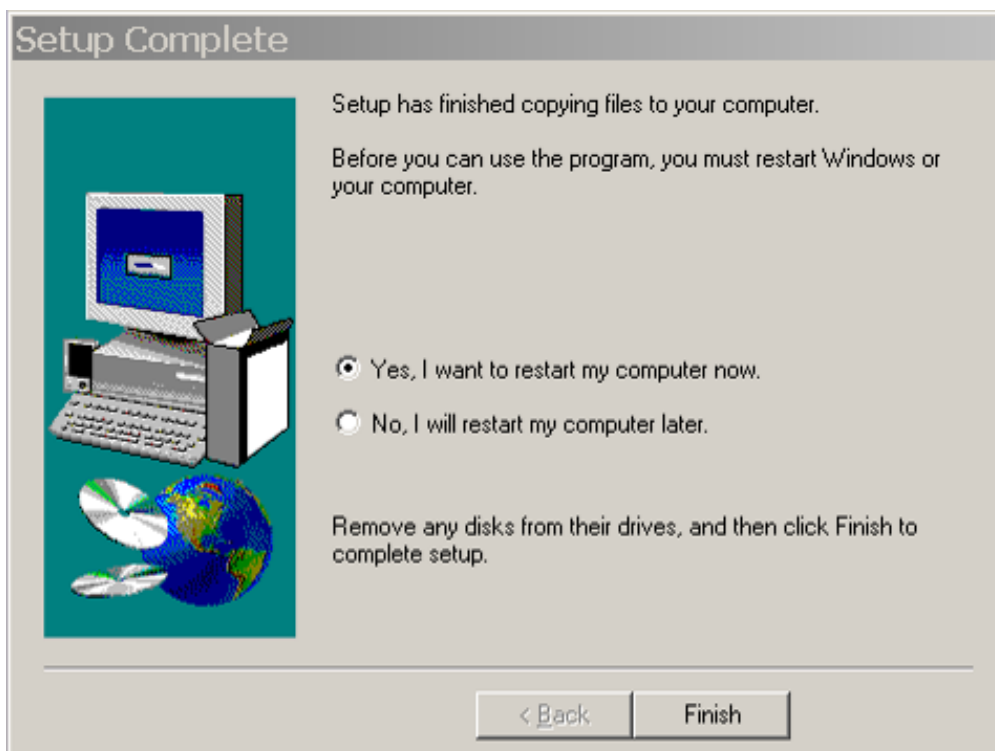 Setup Complete
Setup has finished copying files to your computer.
Before you can use the program, you must restart Windows or
your computer.
Yes, I want to restart my computer now.
No, I will restart my computer later.
Remove any disks from their drives, and then click Finish to
complete setup.
< Back
Finish